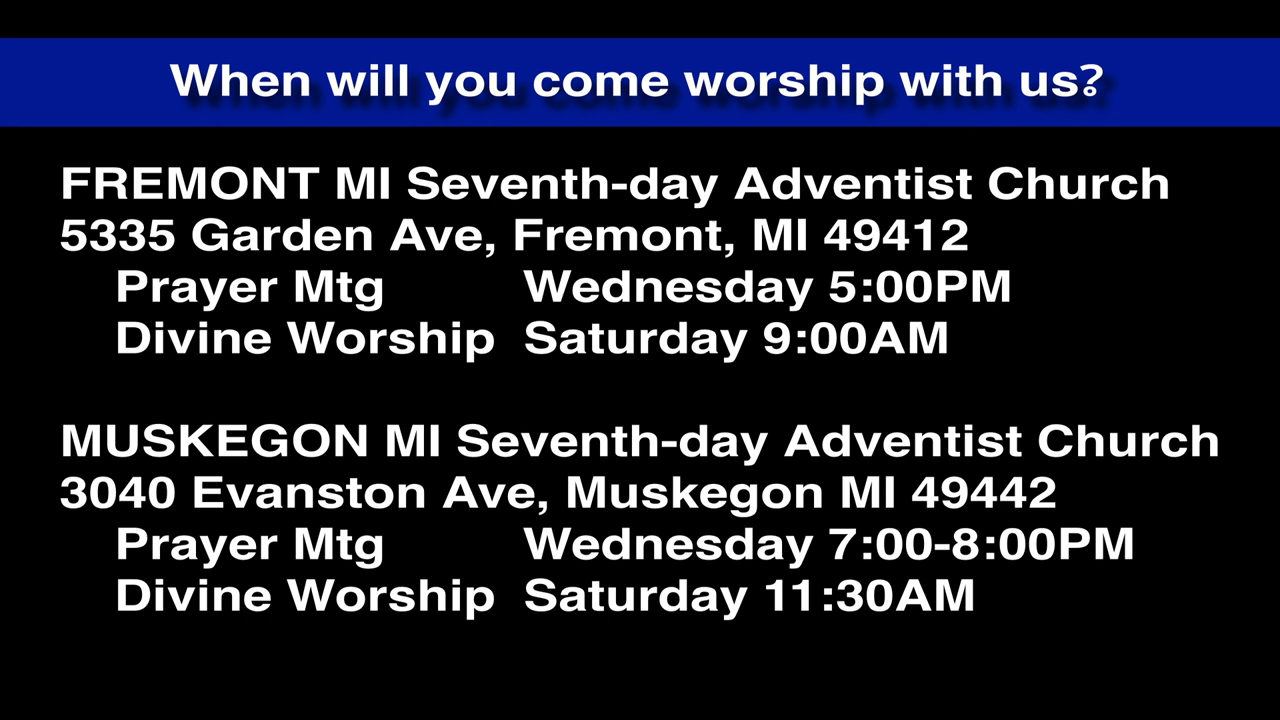 When will you come worship with us?
FREMONT MI Seventh-day Adventist Church
5335 Garden Ave, Fremont, MI 49412
Prayer Mtg Wednesday 5:00PM
Divine Worship Saturday 9:00AM
MUSKEGON MI Seventh-day Adventist Church
3040 Evanston Ave, Muskegon MI 49442
Prayer Mtg Wednesday 7:00-8:00PM
Divine Worship Saturday 11:30AM